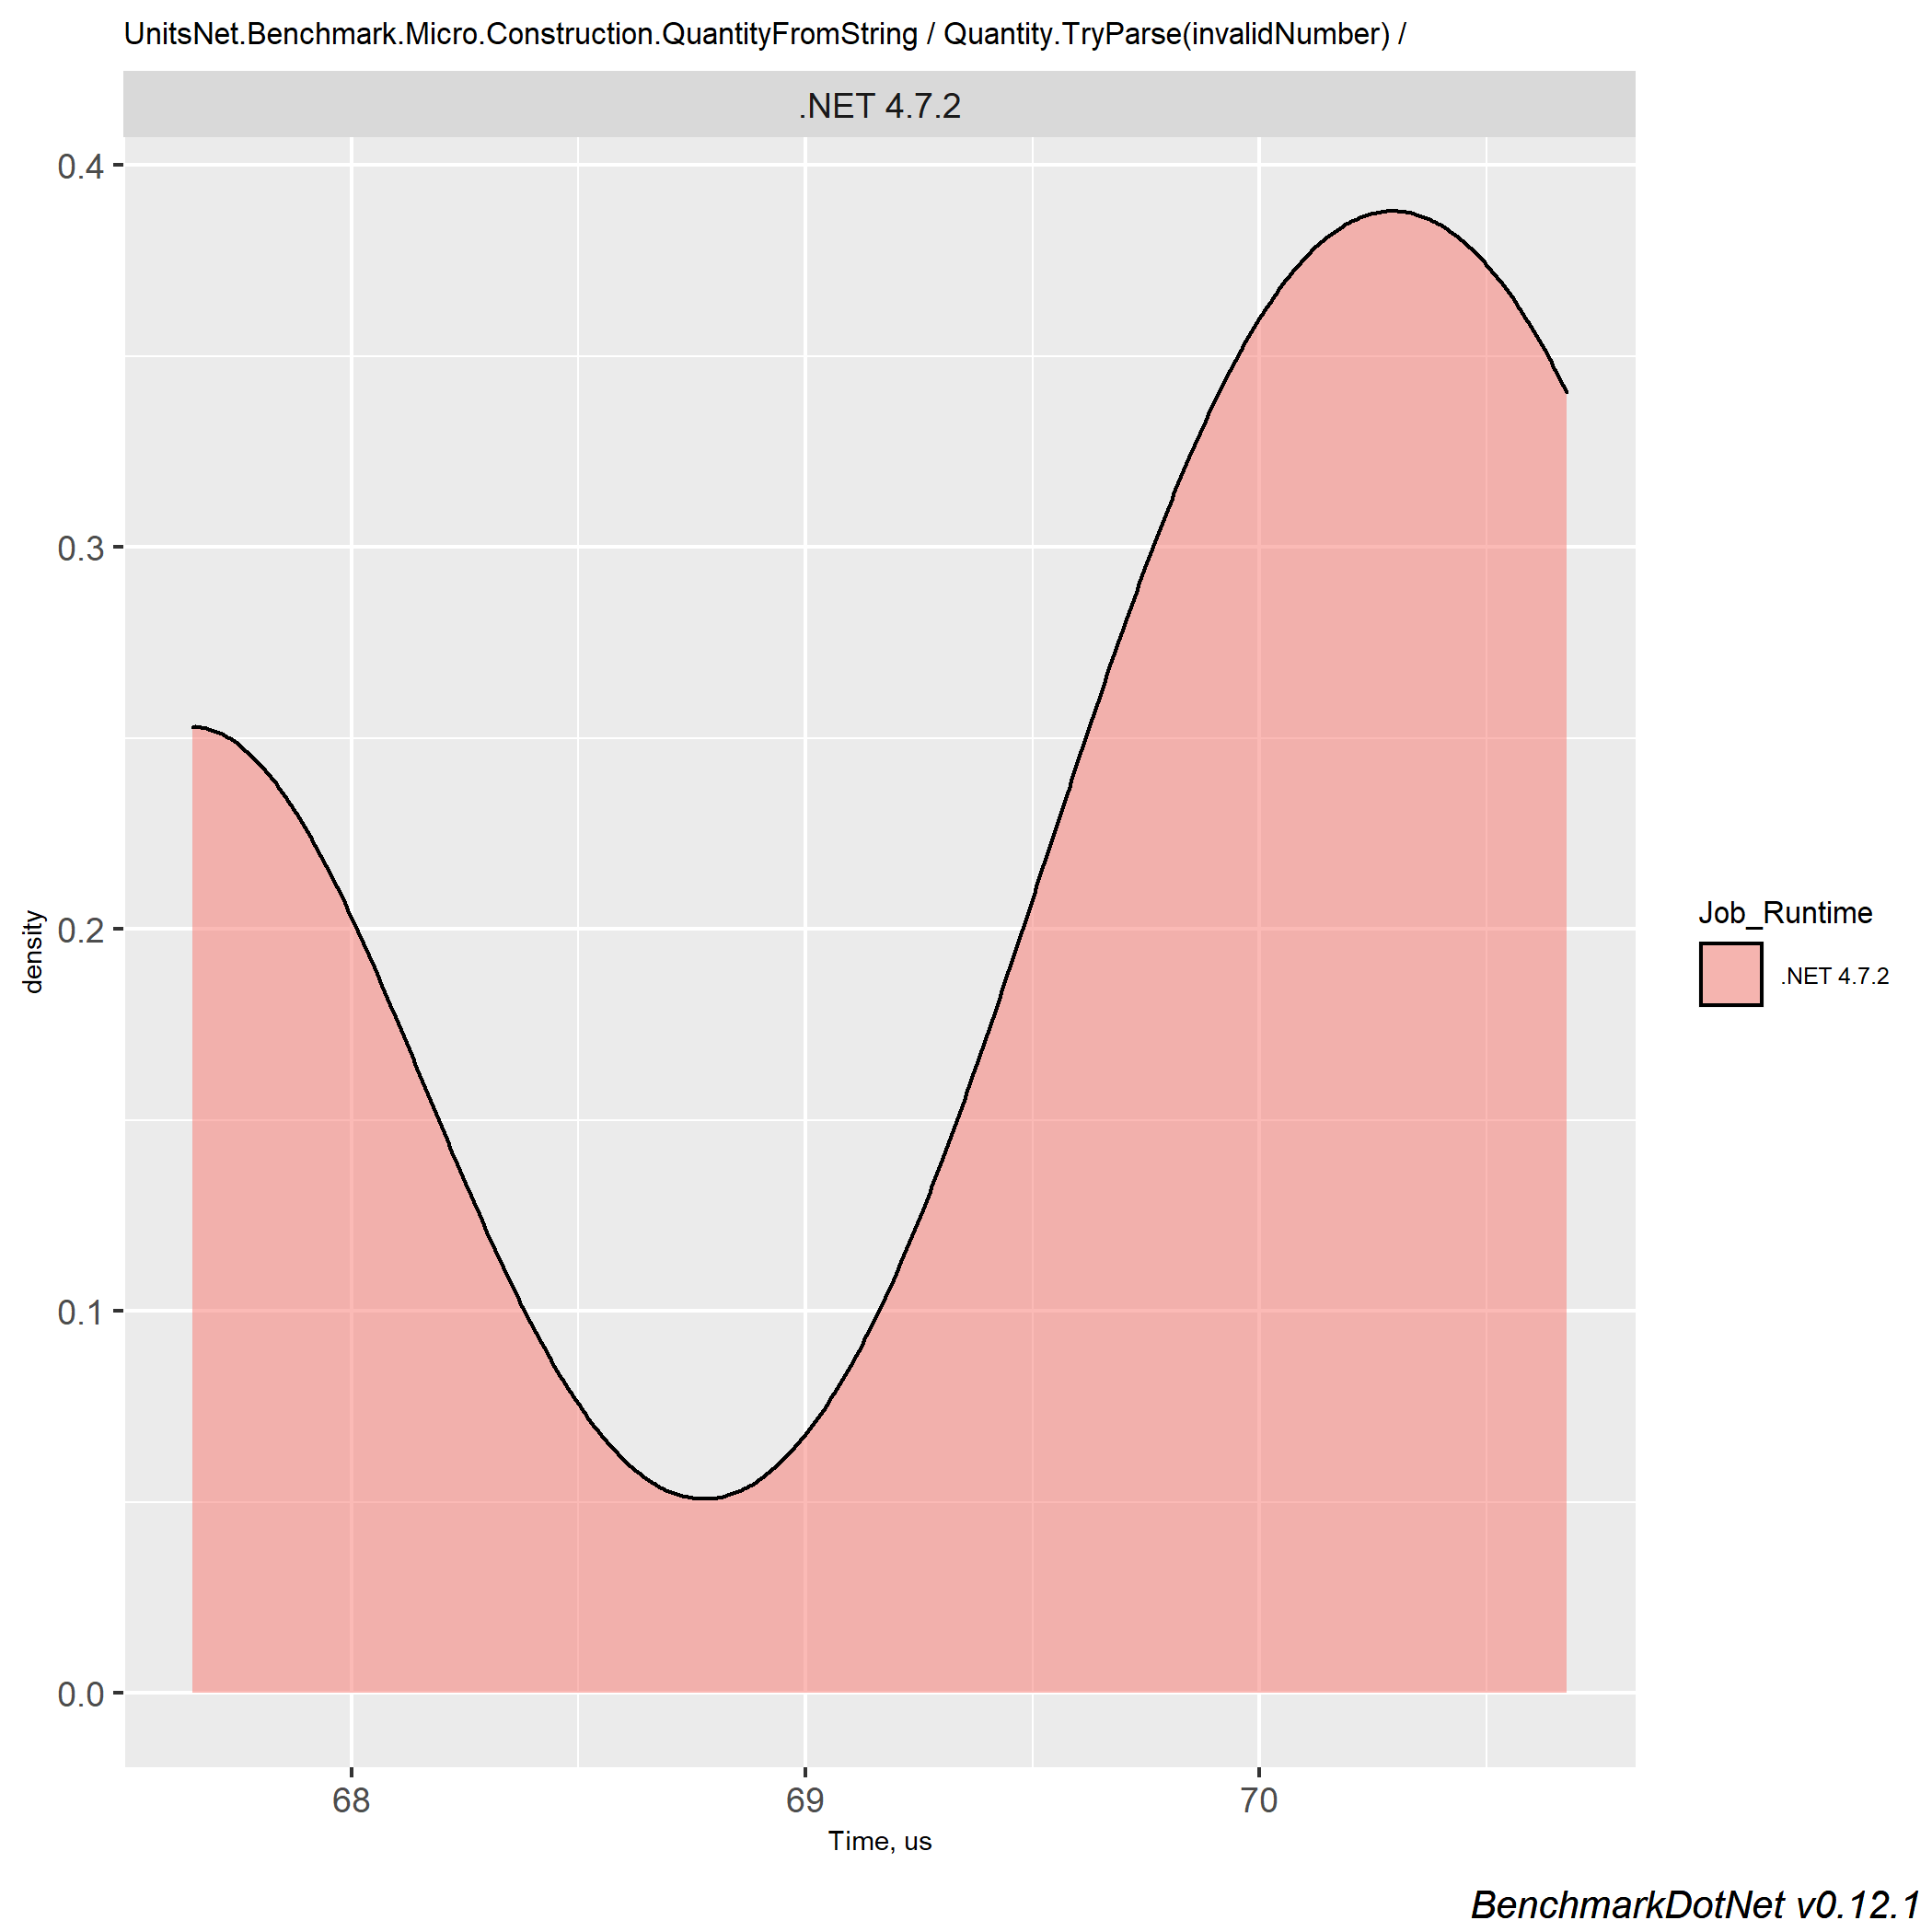 UnitsNet.Benchmark.Micro.Construction.QuantityFromString / Quantity.TryParse(invalidNumber) /
.NET 4.7.2
0.4
0.3
0.2
0.1
0.0
density
68 69 70
Time, us
Job_Runtime
.NET 4.7.2
BenchmarkDotNet v0.12.1